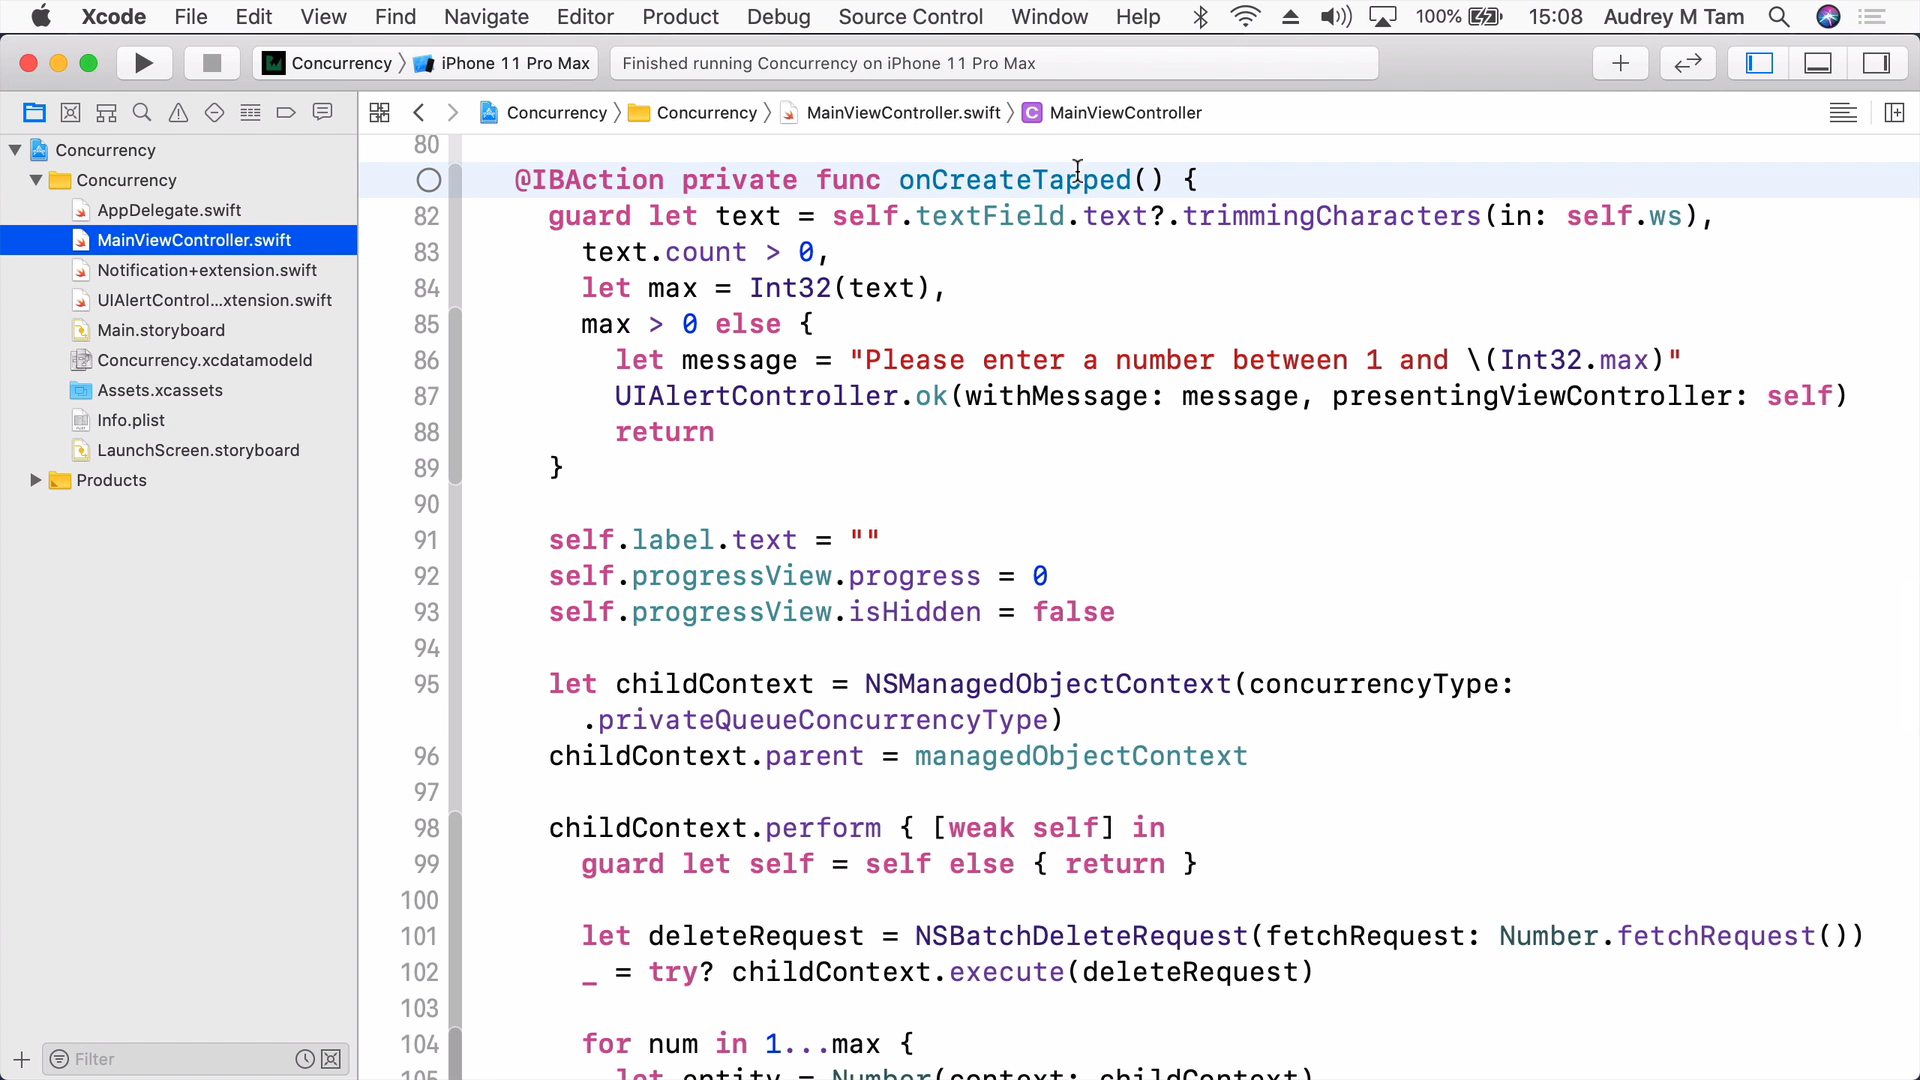 Xcode File Edit View Find Navigate Editor Product Debug Source Control Window Help 100% 15:08 Audrey M Tam
Concurrency iPhone 11 Pro Max Finished running Concurrency on iPhone 11 Pro Max
Concurrency Concurrency MainViewController.swift C MainViewController
Concurrency
Concurrency
AppDelegate.swift
MainViewController.swift
Notification+extension.swift
UIAlertControl...xtension.swift
Main.storyboard
Concurrency.xcdatamodeld
Assets.xcassets
Info.plist
LaunchScreen.storyboard
Products
Filter
80
@IBAction private func onCreateTapped() {
82 guard let text = self.textField.text?.trimmingCharacters(in: self.ws),
83 text.count > 0,
84 let max = Int32(text),
85 max > 0 else {
86 let message = "Please enter a number between 1 and \(Int32.max)"
87 UIAlertController.ok(withMessage: message, presentingViewController: self)
88 return
89 }
90
91 self.label.text = ""
92 self.progressView.progress = 0
93 self.progressView.isHidden = false
94
95 let childContext = NSManagedObjectContext(concurrencyType:
.privateQueueConcurrencyType)
96 childContext.parent = managedObjectContext
97
98 childContext.perform { [weak self] in
99 guard let self = self else { return }
100
101 let deleteRequest = NSBatchDeleteRequest(fetchRequest: Number.fetchRequest())
102 _ = try? childContext.execute(deleteRequest)
103
104 for num in 1...max {
105 let entity = Number(context: childContext)